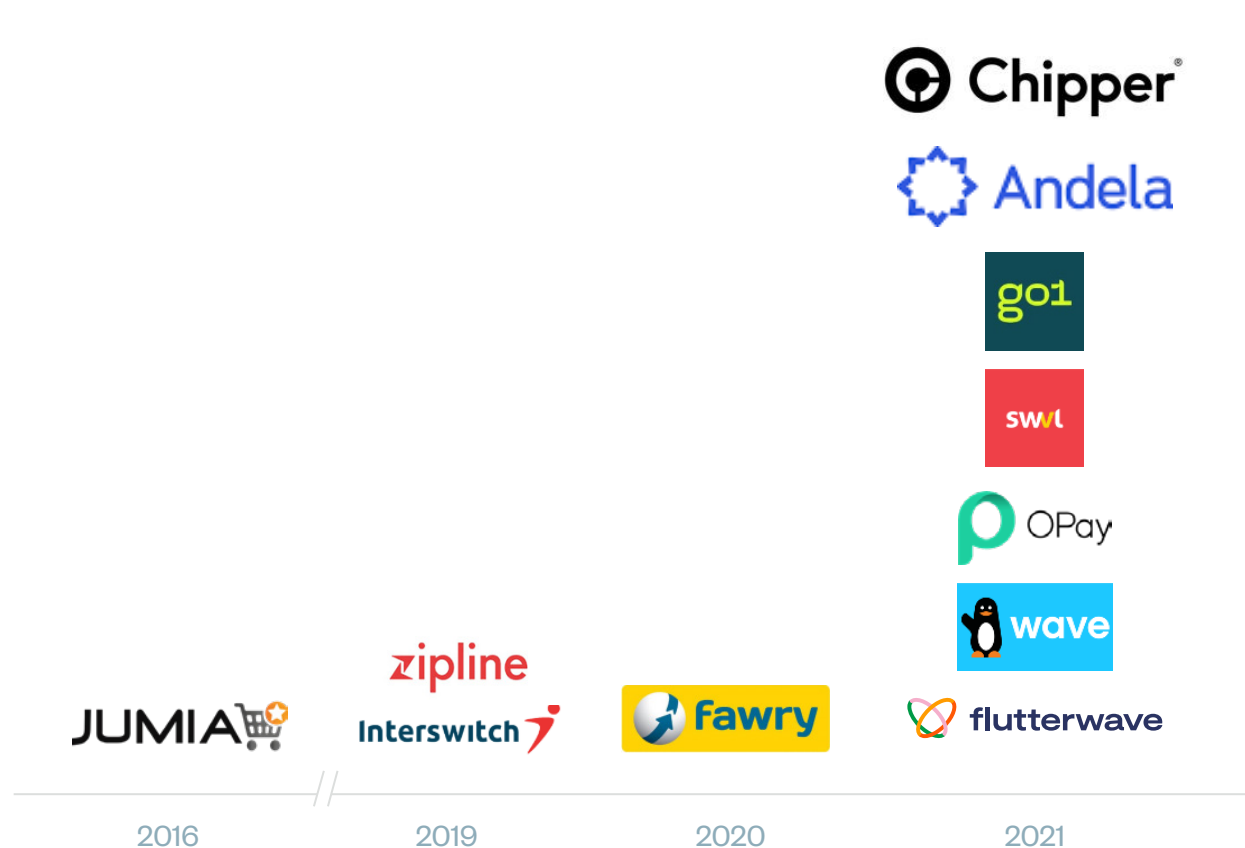 Chipper®
Andela
go1
swvl
OPay
wave
zipline
JUMIA
Interswitch
fawry
flutterwave
2016
2019
2020
2021